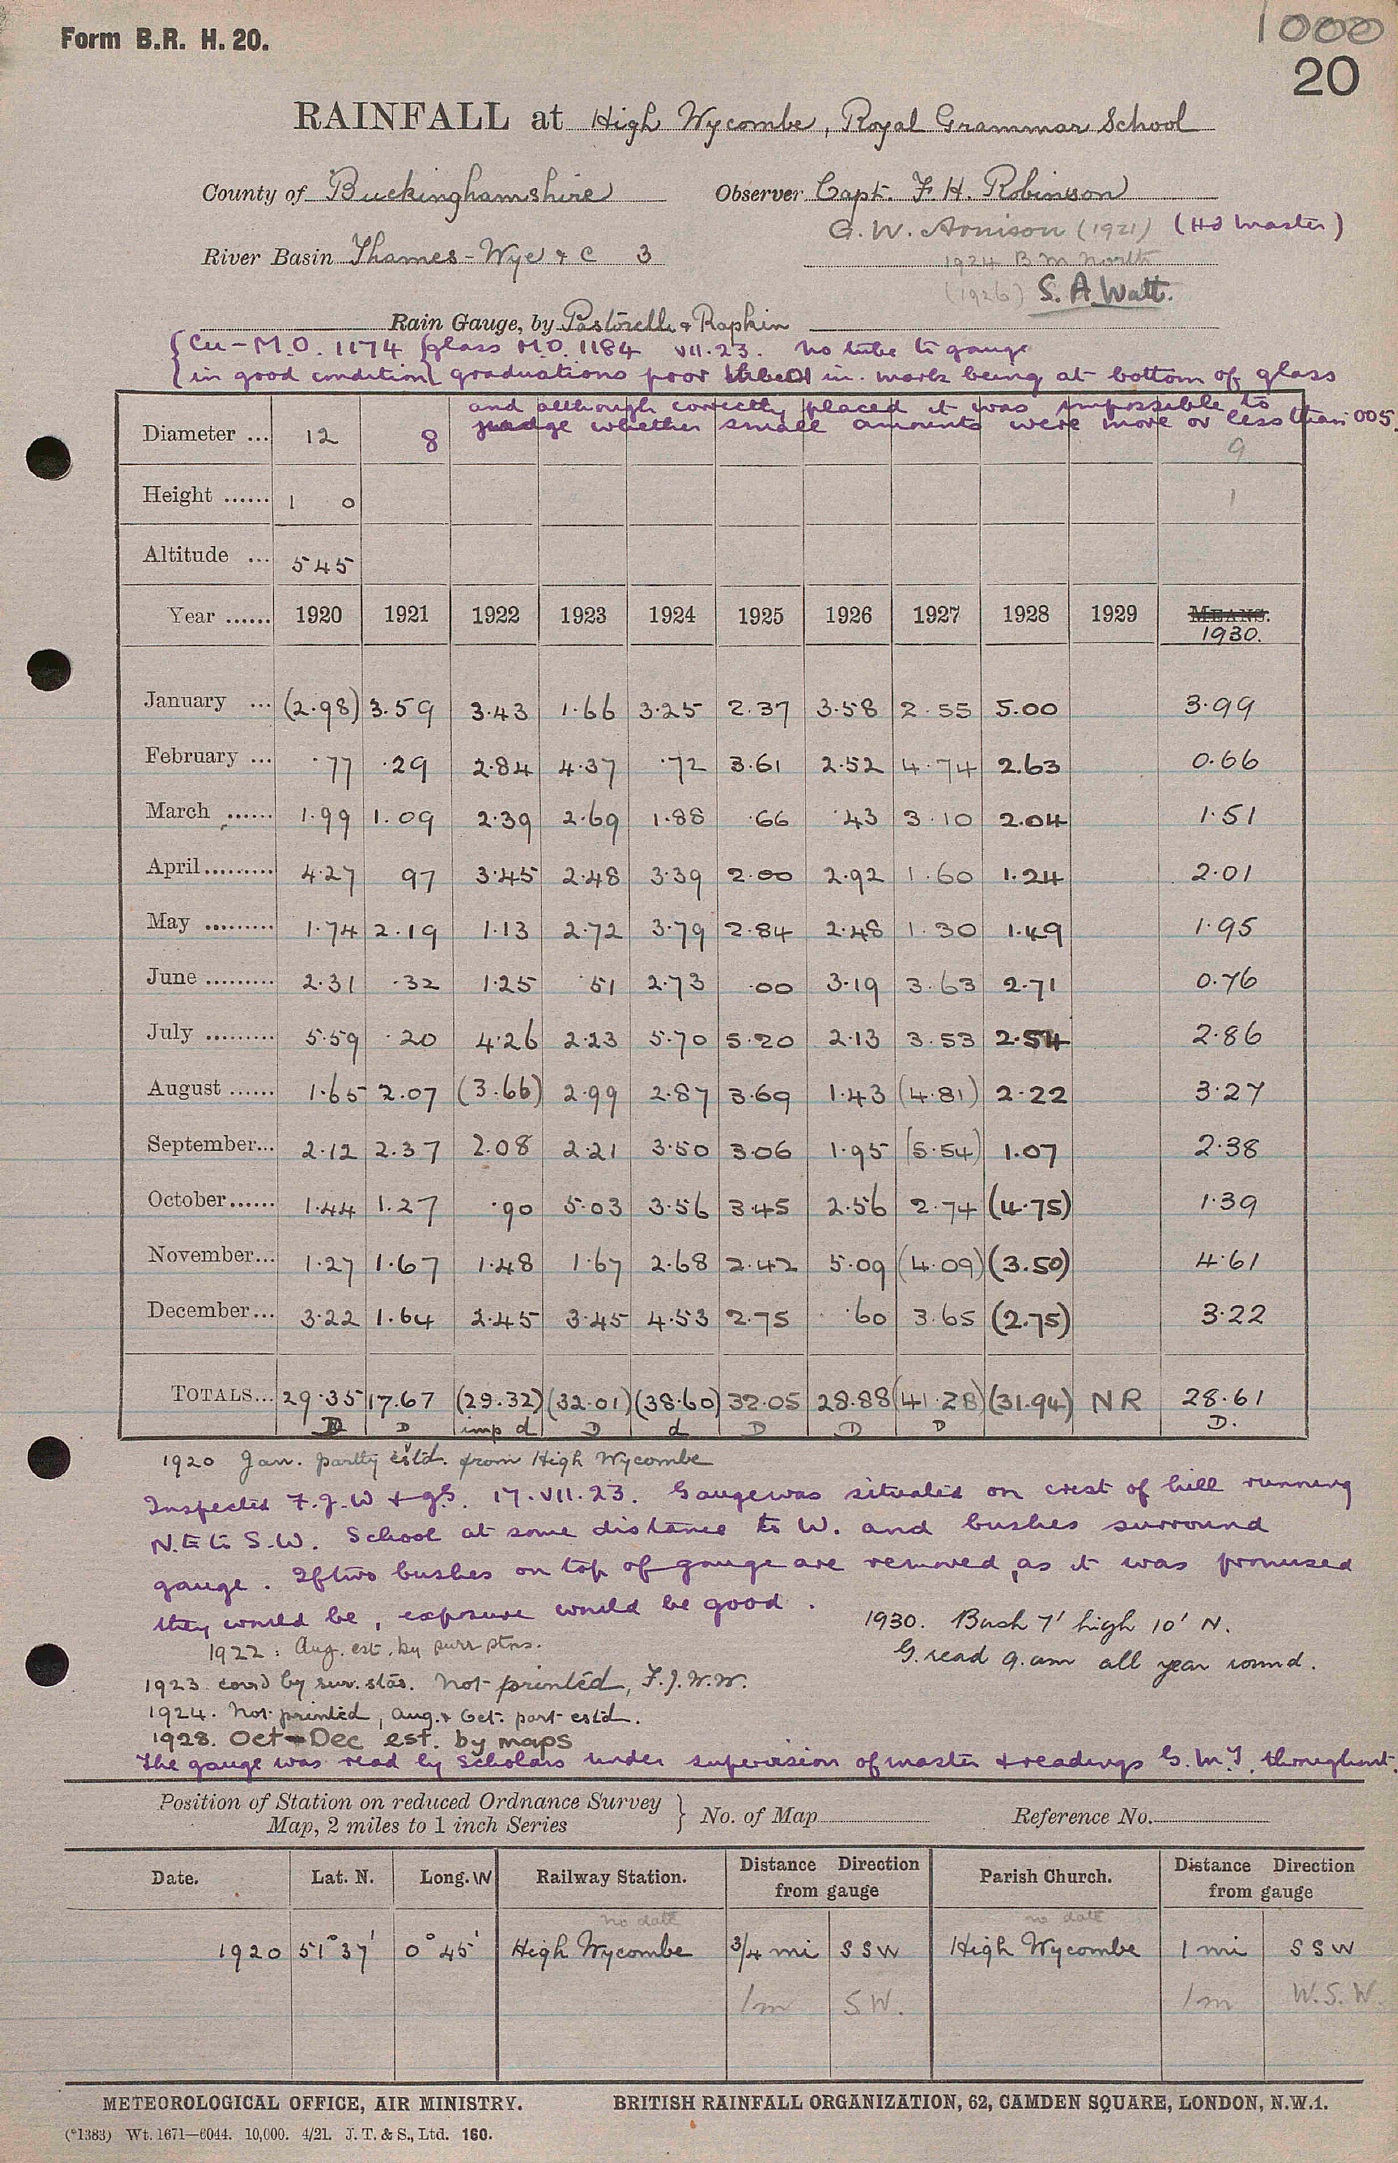 Form B.R. H. 20.
1000
20
RAINFALL at High Wycombe, Royal Grammar School
County of Buckinghamshire Observer Capt. F. H. Robinson
G. W. Arnison (1921) (Hd Master)
River Basin Thames - Wye & C 3
1924 B M North
(1926) S. A. Watt.
Rain Gauge, by Pastorelli & Rapkin
Cu - M.O. 1174 glass M.O. 1184 VII.23. No tube to gauge
in good condition graduations poor in. mark being at bottom of glass
and although correctly placed it was impossible to
judge whether small amounts were more or less than 005.
Diameter ... 12 8 9
Height ...... 1 0 1
Altitude ... 545
Year ...... 1920 1921 1922 1923 1924 1925 1926 1927 1928 1929 MEANS.
1930.
January ... (2.98) 3.59 3.43 1.66 3.25 2.37 3.58 2.55 5.00 3.99
February ... .77 .29 2.84 4.37 .72 3.61 2.52 4.74 2.63 0.66
March ...... 1.99 1.09 2.39 2.69 1.88 .66 .43 3.10 2.04 1.51
April......... 4.27 97 3.45 2.48 3.39 2.00 2.92 1.60 1.24 2.01
May ......... 1.74 2.19 1.13 2.72 3.79 2.84 2.48 1.30 1.49 1.95
June ......... 2.31 .32 1.25 .51 2.73 .00 3.19 3.63 2.71 0.76
July ......... 5.59 .20 4.26 2.23 5.70 5.20 2.13 3.53 2.54 2.86
August ...... 1.65 2.07 (3.66) 2.99 2.87 3.69 1.43 (4.81) 2.22 3.27
September... 2.12 2.37 2.08 2.21 3.50 3.06 1.95 (5.54) 1.07 2.38
October...... 1.44 1.27 .90 5.03 3.56 3.45 2.56 2.74 (4.75) 1.39
November... 1.27 1.67 1.48 1.67 2.68 2.42 5.09 (4.09) (3.50) 4.61
December... 3.22 1.64 2.45 3.45 4.53 2.75 .60 3.65 (2.75) 3.22
TOTALS... 29.35 17.67 (29.32) (32.01) (38.60) 32.05 28.88 (41.28) (31.94) NR 28.61
D D imp d D d D D D D.
1920 Jan. partly estd. from High Wycombe
Inspected F.J.W & 17.VII.23. Gauge was situated on crest of hill running
N.E to S.W. School at some distance to W. and bushes surround
gauge. If two bushes on top of gauge are removed, as it was promised
they would be, exposure would be good.
1930. Bush 7' high 10' N.
G. read 9. am all year round.
1922: Aug. est. by surr stns.
1923 by sur. stas. Not printed, F.J.W.W.
1924. Not printed, Aug. & Oct. part estd.
1928. Oct-Dec est. by maps
The gauge was read by Scholars under supervision of master & readings G.M.T. throughout.
Position of Station on reduced Ordnance Survey
Map, 2 miles to 1 inch Series } No. of Map Reference No.
Date. Lat. N. Long. W Railway Station. Distance Direction from gauge Parish Church. Distance Direction from gauge
no date no date
1920 51° 37' 0° 45' High Wycombe 3/4 mi SSW High Wycombe 1 mi SSW
1m S.W. 1m W.S.W.
METEOROLOGICAL OFFICE, AIR MINISTRY. BRITISH RAINFALL ORGANIZATION, 62, CAMDEN SQUARE, LONDON, N.W.1.
(*1383) Wt. 1671—6044. 10,000. 4/21. J. T. & S., Ltd. 160.